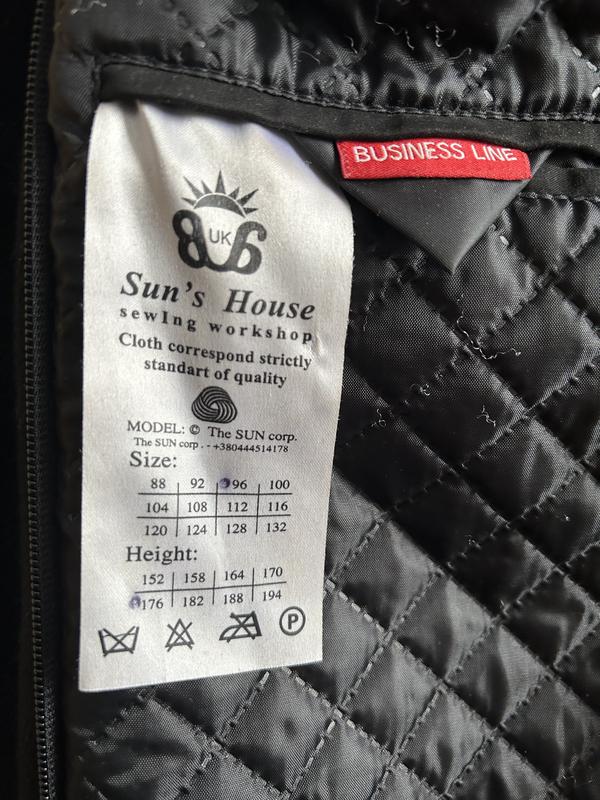 BUSINESS LINE
UK
Sun's House
sewIng workshop
Cloth correspond strictly
standart of quality
MODEL: © The SUN corp.
The SUN corp . - +380444514178
Size:
88 92 96 100
104 108 112 116
120 124 128 132
Height:
152 158 164 170
176 182 188 194
P